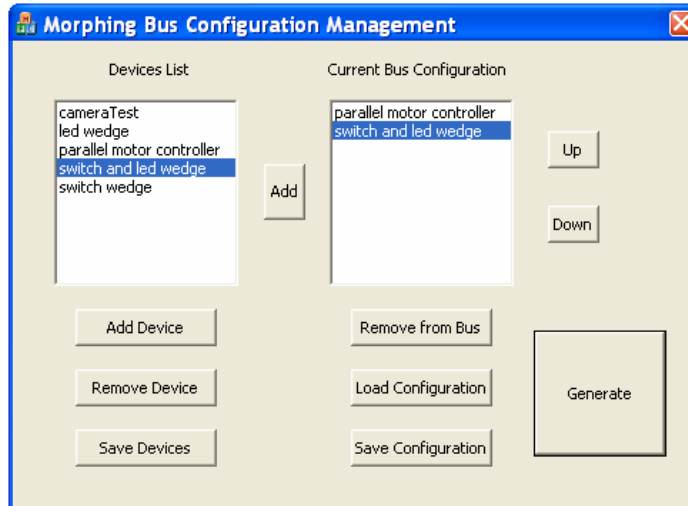 Morphing Bus Configuration Management
Devices List
Current Bus Configuration
cameraTest
led wedge
parallel motor controller
switch and led wedge
switch wedge
Add
parallel motor controller
switch and led wedge
Up
Down
Add Device
Remove from Bus
Remove Device
Load Configuration
Generate
Save Devices
Save Configuration